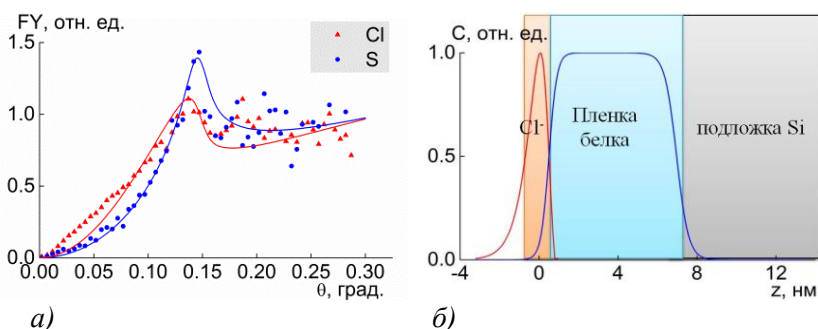 FY, отн. ед.
Cl
S
1.5
1.0
0.5
0.0
0.00 0.05 0.10 0.15 0.20 0.25 0.30
θ, град.
а)
C, отн. ед.
1.0
0.5
0.0
Cl-
Пленка
белка
подложка Si
-4 0 4 8 12
z, нм
б)